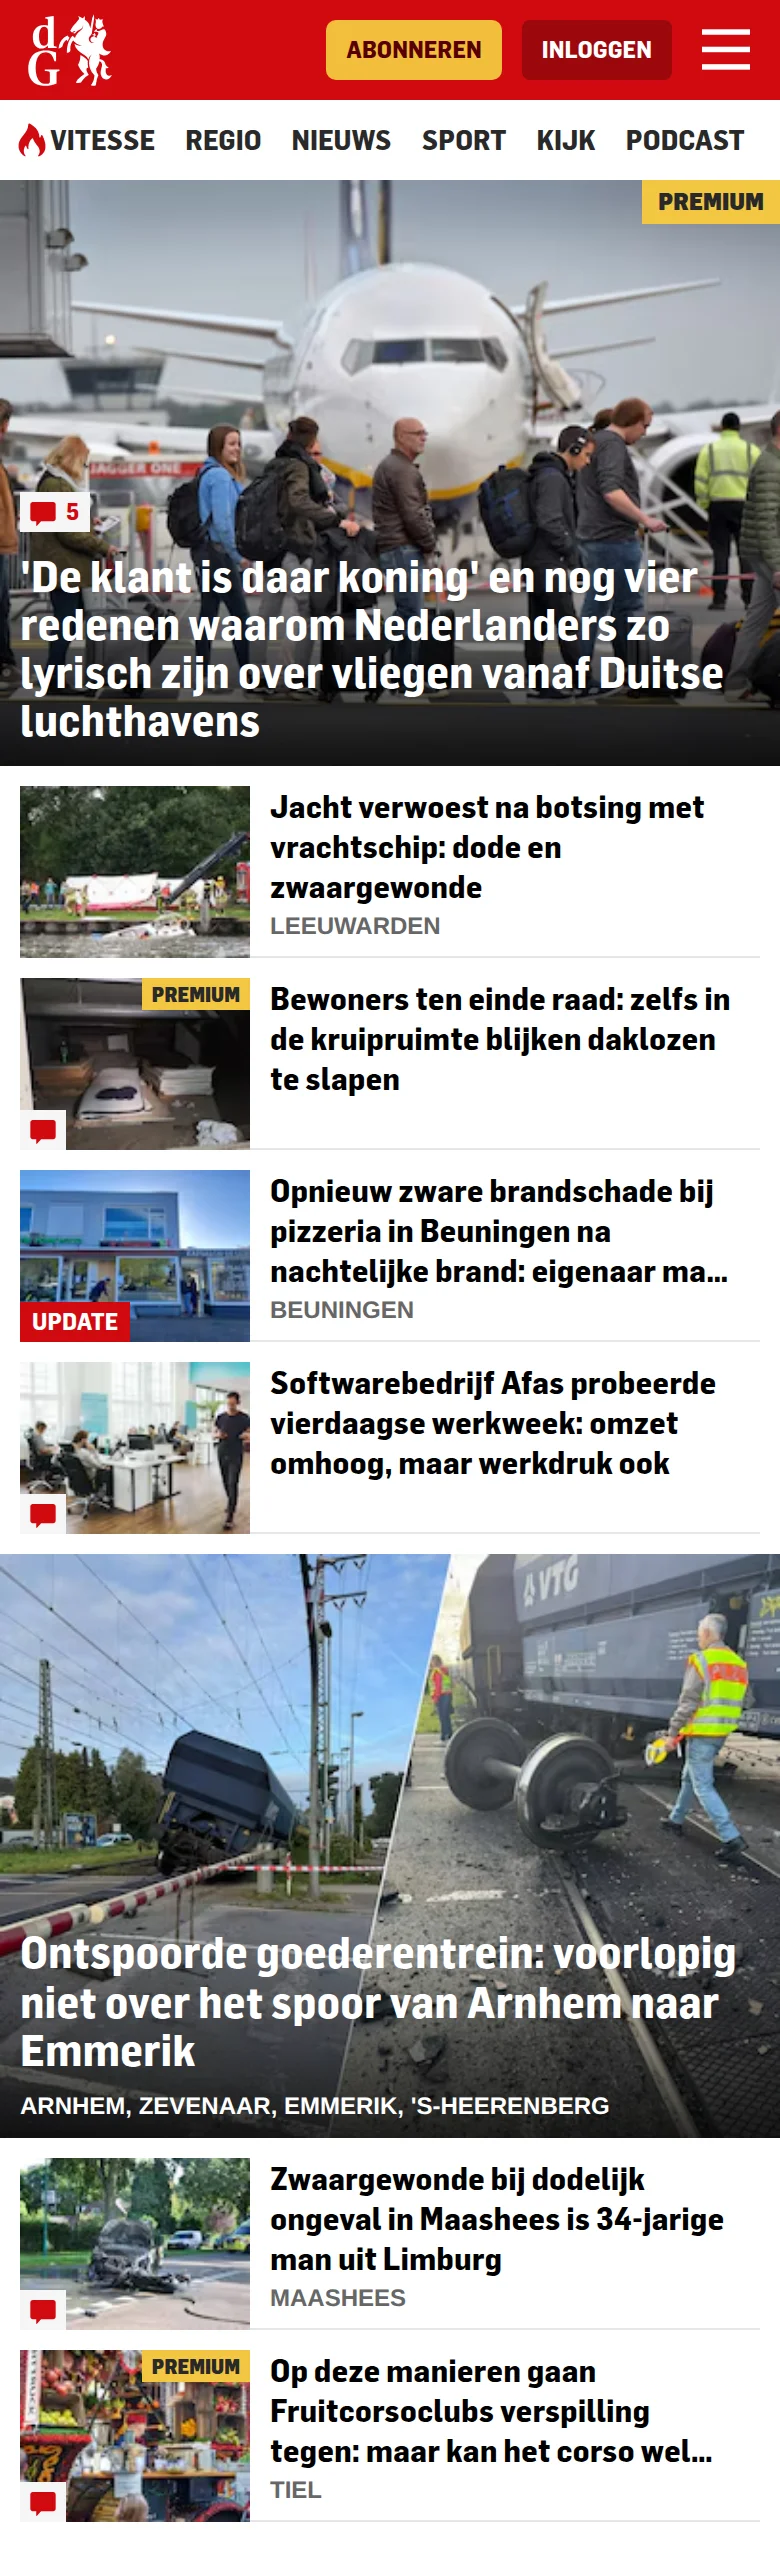 dG
ABONNEREN
INLOGGEN
VITESSE REGIO NIEUWS SPORT KIJK PODCAST
PREMIUM
JAGGER ONE
5
'De klant is daar koning' en nog vier
redenen waarom Nederlanders zo
lyrisch zijn over vliegen vanaf Duitse
luchthavens
Jacht verwoest na botsing met
vrachtschip: dode en
zwaargewonde
LEEUWARDEN
PREMIUM
Bewoners ten einde raad: zelfs in
de kruipruimte blijken daklozen
te slapen
Opnieuw zware brandschade bij
pizzeria in Beuningen na
nachtelijke brand: eigenaar ma...
BEUNINGEN
UPDATE
Softwarebedrijf Afas probeerde
vierdaagse werkweek: omzet
omhoog, maar werkdruk ook
VTG
Ontspoorde goederentrein: voorlopig
niet over het spoor van Arnhem naar
Emmerik
ARNHEM, ZEVENAAR, EMMERIK, 'S-HEERENBERG
Zwaargewonde bij dodelijk
ongeval in Maashees is 34-jarige
man uit Limburg
MAASHEES
PREMIUM
Op deze manieren gaan
Fruitcorsoclubs verspilling
tegen: maar kan het corso wel...
TIEL